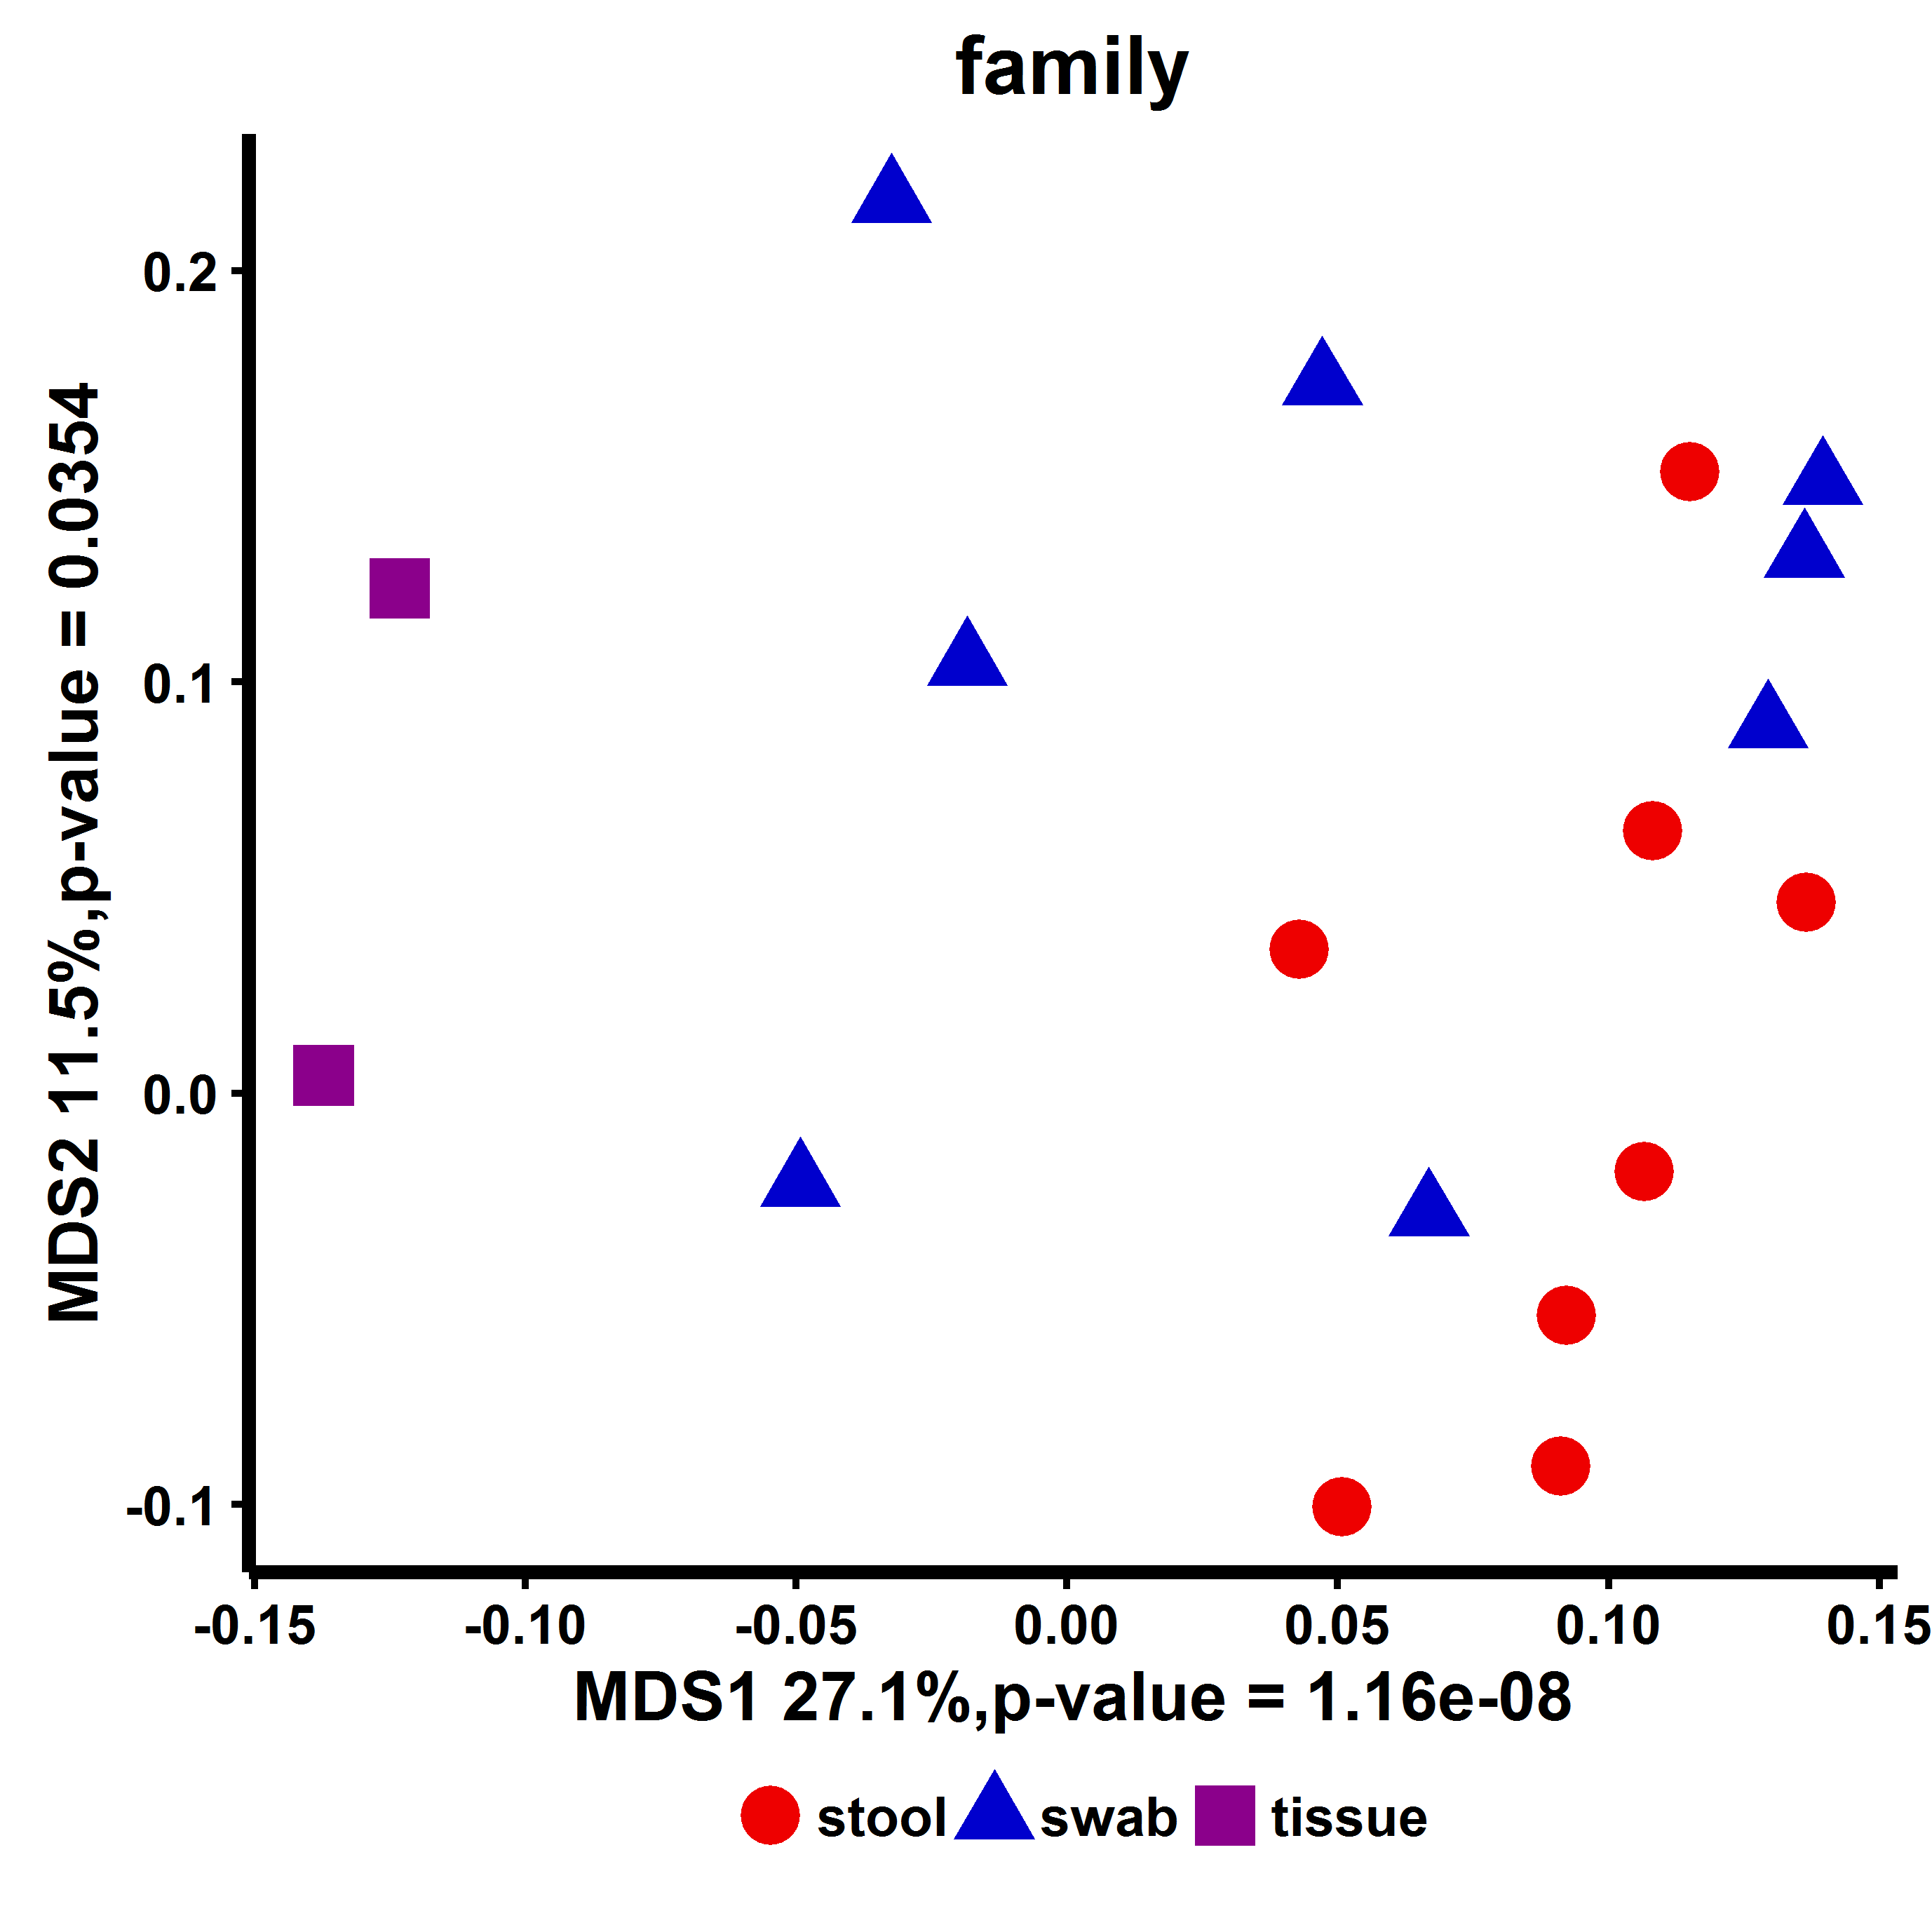 family
MDS2 11.5%,p-value = 0.0354
0.2
0.1
0.0
-0.1
-0.15 -0.10 -0.05 0.00 0.05 0.10 0.15
MDS1 27.1%,p-value = 1.16e-08
stool swab tissue